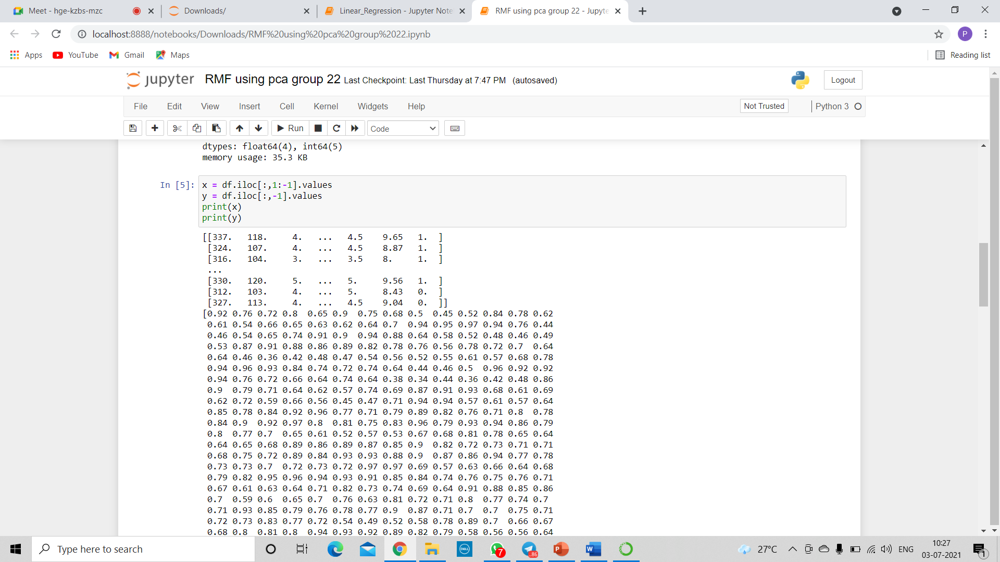 Meet - hge-kzbs-mzc
Downloads/
Linear_Regression - Jupyter Note
RMF using pca group 22 - Jupyte
localhost:8888/notebooks/Downloads/RMF%20using%20pca%20group%2022.ipynb
P
Apps YouTube Gmail Maps Reading list
jupyter RMF using pca group 22 Last Checkpoint: Last Thursday at 7:47 PM (autosaved) Logout
File Edit View Insert Cell Kernel Widgets Help Not Trusted Python 3
Run Code
dtypes: float64(4), int64(5)
memory usage: 35.3 KB
In [5]: x = df.iloc[:,1:-1].values
y = df.iloc[:,-1].values
print(x)
print(y)
[[337. 118. 4. ... 4.5 9.65 1. ]
[324. 107. 4. ... 4.5 8.87 1. ]
[316. 104. 3. ... 3.5 8. 1. ]
...
[330. 120. 5. ... 5. 9.56 1. ]
[312. 103. 4. ... 5. 8.43 0. ]
[327. 113. 4. ... 4.5 9.04 0. ]]
[0.92 0.76 0.72 0.8 0.65 0.9 0.75 0.68 0.5 0.45 0.52 0.84 0.78 0.62
0.61 0.54 0.66 0.65 0.63 0.62 0.64 0.7 0.94 0.95 0.97 0.94 0.76 0.44
0.46 0.54 0.65 0.74 0.91 0.9 0.94 0.88 0.64 0.58 0.52 0.48 0.46 0.49
0.53 0.87 0.91 0.88 0.86 0.89 0.82 0.78 0.76 0.56 0.78 0.72 0.7 0.64
0.64 0.46 0.36 0.42 0.48 0.47 0.54 0.56 0.52 0.55 0.61 0.57 0.68 0.78
0.94 0.96 0.93 0.84 0.74 0.72 0.74 0.64 0.44 0.46 0.5 0.96 0.92 0.92
0.94 0.76 0.72 0.66 0.64 0.74 0.64 0.38 0.34 0.44 0.36 0.42 0.48 0.86
0.9 0.79 0.71 0.64 0.62 0.57 0.74 0.69 0.87 0.91 0.93 0.68 0.61 0.69
0.62 0.72 0.59 0.66 0.56 0.45 0.47 0.71 0.94 0.94 0.57 0.61 0.57 0.64
0.85 0.78 0.84 0.92 0.96 0.77 0.71 0.79 0.89 0.82 0.76 0.71 0.8 0.78
0.84 0.9 0.92 0.97 0.8 0.81 0.75 0.83 0.96 0.79 0.93 0.94 0.86 0.79
0.8 0.77 0.7 0.65 0.61 0.52 0.57 0.53 0.67 0.68 0.81 0.78 0.65 0.64
0.64 0.65 0.68 0.89 0.86 0.89 0.87 0.85 0.9 0.82 0.72 0.73 0.71 0.71
0.68 0.75 0.72 0.89 0.84 0.93 0.93 0.88 0.9 0.87 0.86 0.94 0.77 0.78
0.73 0.73 0.7 0.72 0.73 0.72 0.97 0.97 0.69 0.57 0.63 0.66 0.64 0.68
0.79 0.82 0.95 0.96 0.94 0.93 0.91 0.85 0.84 0.74 0.76 0.75 0.76 0.71
0.67 0.61 0.63 0.64 0.71 0.82 0.73 0.74 0.69 0.64 0.91 0.88 0.85 0.86
0.7 0.59 0.6 0.65 0.7 0.76 0.63 0.81 0.72 0.71 0.8 0.77 0.74 0.7
0.71 0.93 0.85 0.79 0.76 0.78 0.77 0.9 0.87 0.71 0.7 0.7 0.75 0.71
0.72 0.73 0.83 0.77 0.72 0.54 0.49 0.52 0.58 0.78 0.89 0.7 0.66 0.67
0.68 0.8 0.81 0.8 0.94 0.93 0.92 0.89 0.82 0.79 0.58 0.56 0.56 0.64
Type here to search DELL 7 ..86 P W 27°C ENG 10:27
03-07-2021 1